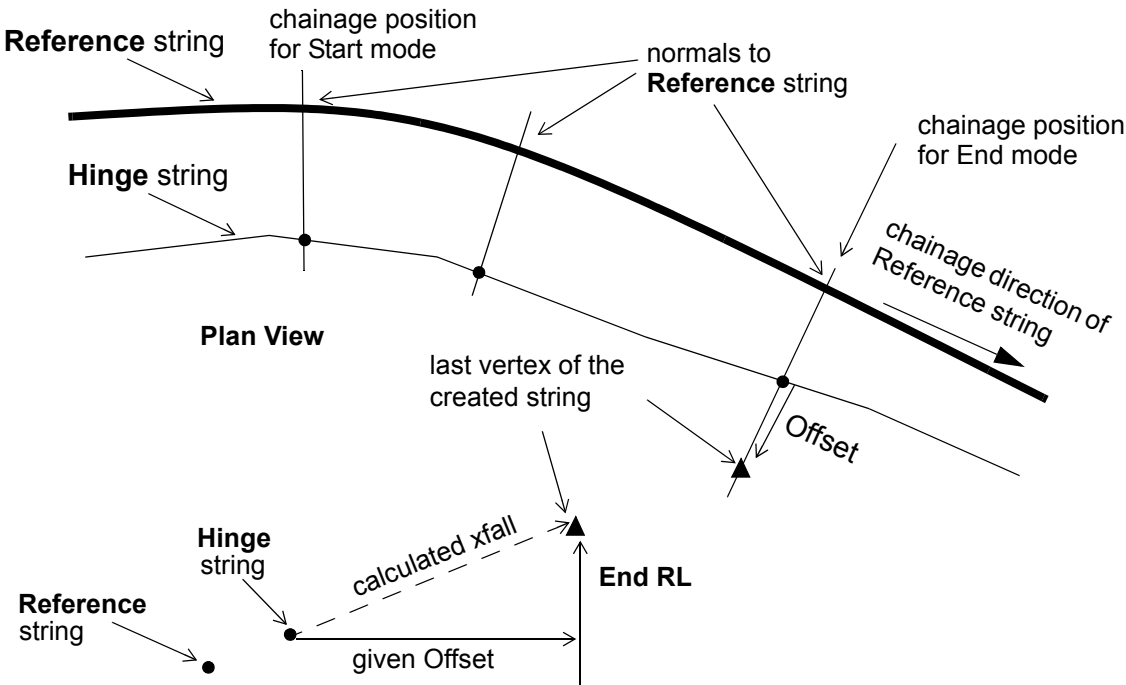 chainage position
for Start mode
Reference string
normals to
Reference string
chainage position
for End mode
Hinge string
chainage direction of
Reference string
Plan View
last vertex of the
created string
Offset
Hinge
string
calculated xfall
End RL
Reference
string
given Offset